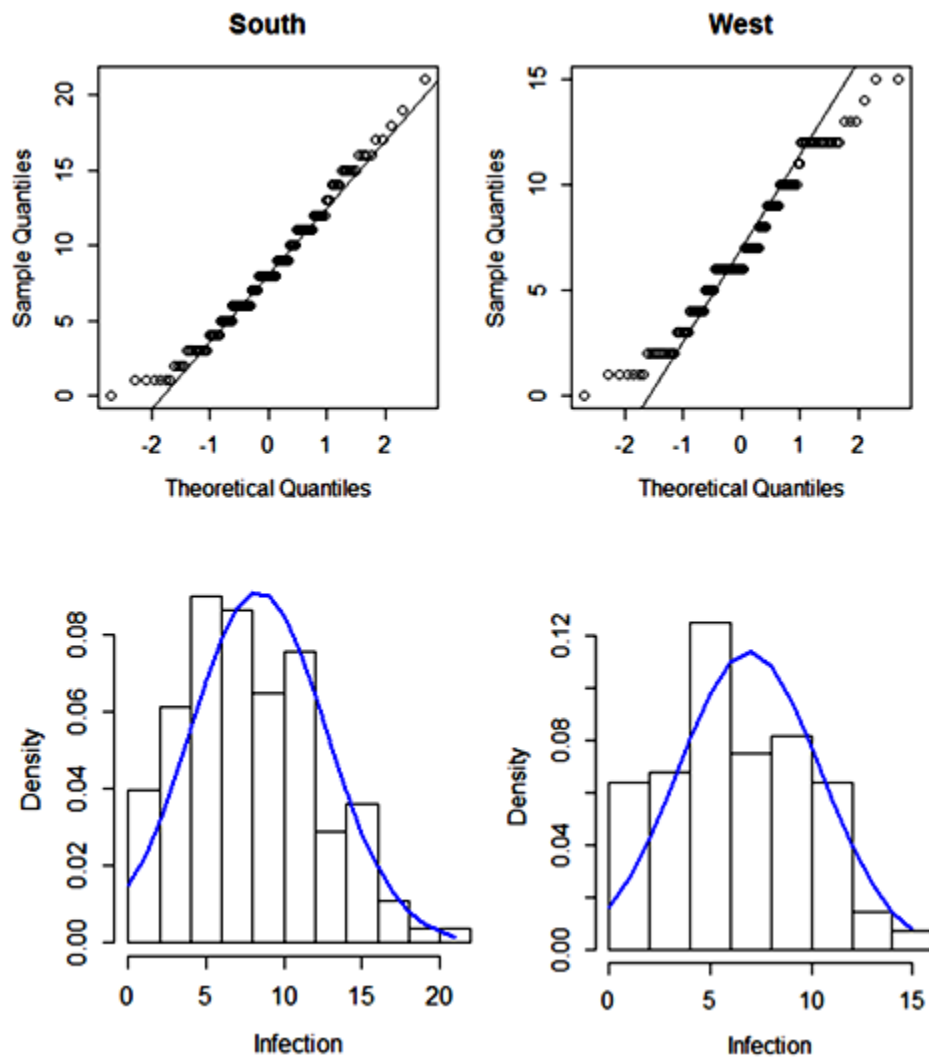 South
West
Sample Quantiles
0 5 10 15 20
-2 -1 0 1 2
Theoretical Quantiles
Sample Quantiles
0 5 10 15
-2 -1 0 1 2
Theoretical Quantiles
Density
0.00 0.02 0.04 0.06 0.08
0 5 10 15 20
Infection
Density
0.00 0.04 0.08 0.12
0 5 10 15
Infection